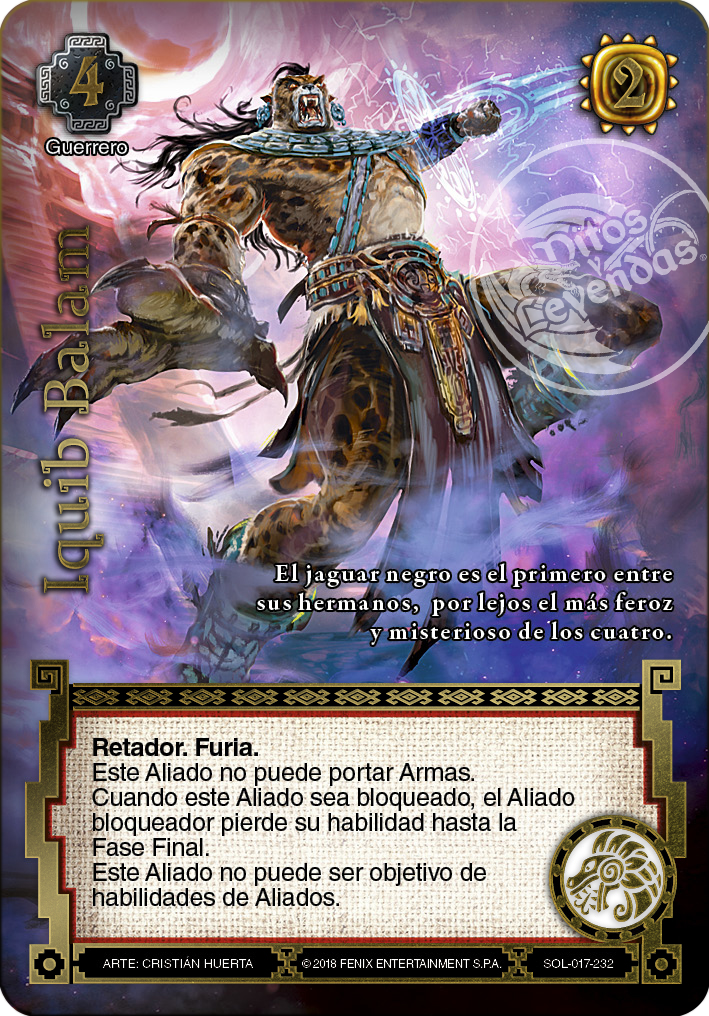 4
2
Guerrero
Mitos
y
Leyendas
®
Iquib Balam
El jaguar negro es el primero entre
sus hermanos, por lejos el más feroz
y misterioso de los cuatro.
Retador. Furia.
Este Aliado no puede portar Armas.
Cuando este Aliado sea bloqueado, el Aliado
bloqueador pierde su habilidad hasta la
Fase Final.
Este Aliado no puede ser objetivo de
habilidades de Aliados.
ARTE: CRISTIÁN HUERTA
©2018 FENIX ENTERTAINMENT S.P.A.
SOL-017-232